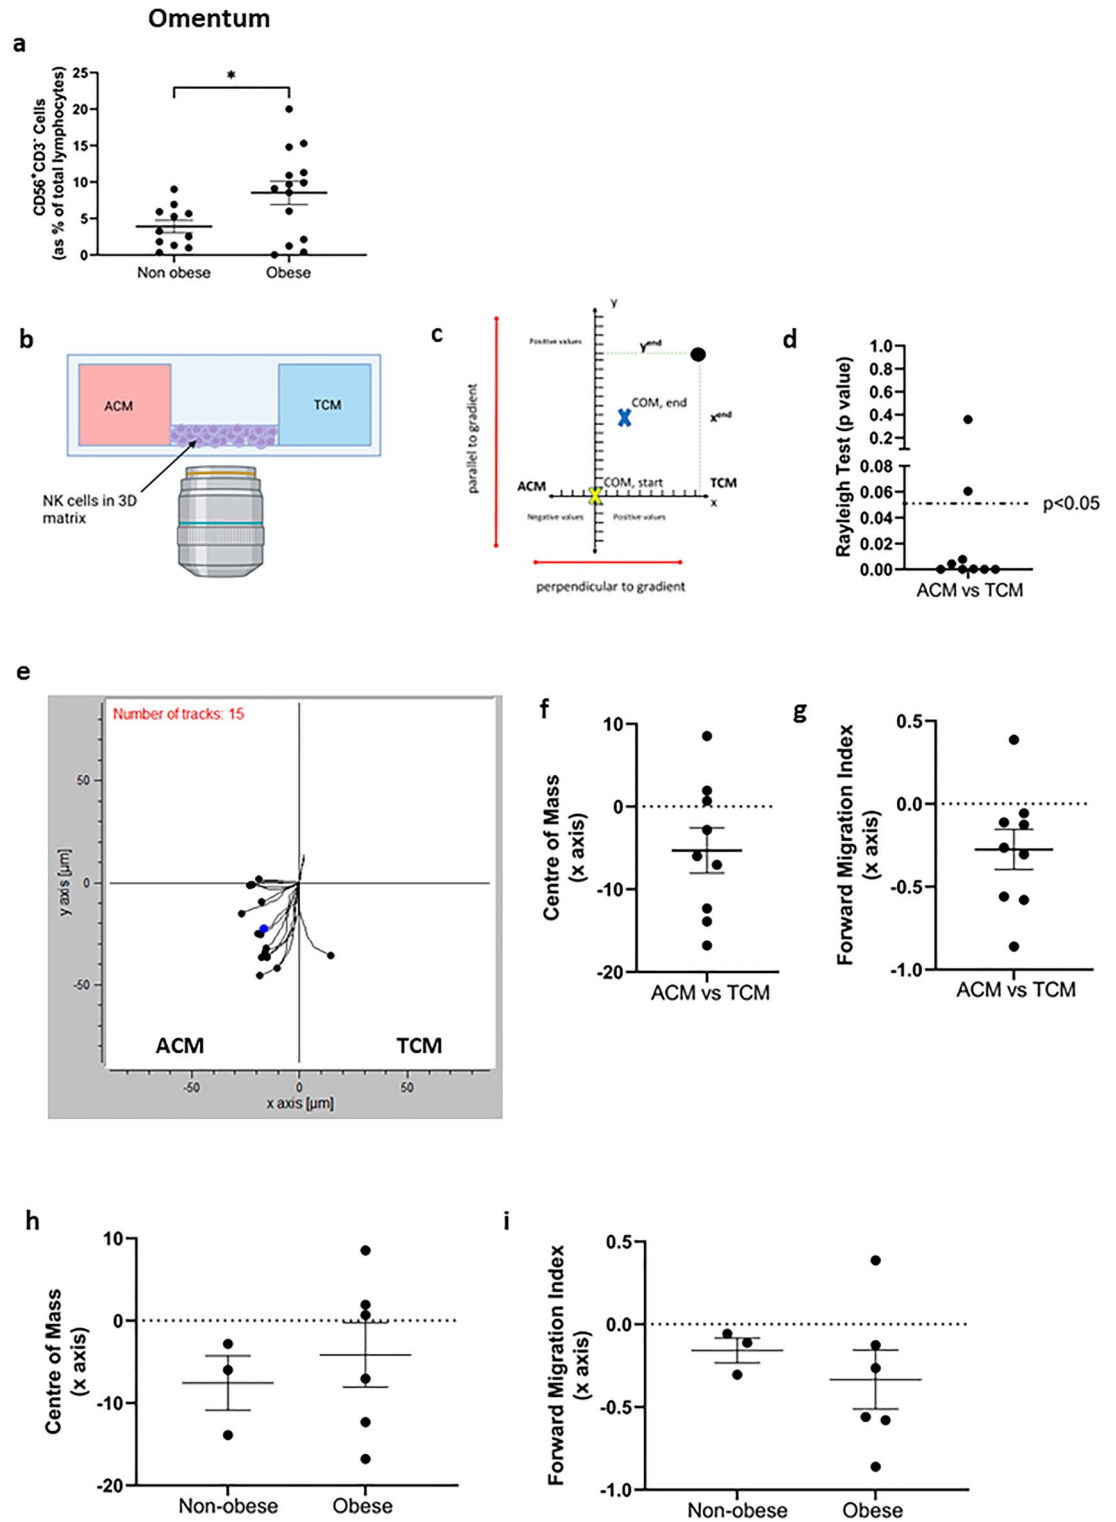 Omentum
a
CD56⁺CD3⁻ Cells
(as % of total lymphocytes)
25
20
15
10
5
0
Non obese
Obese
*
b
ACM
TCM
NK cells in 3D
matrix
c
y
Positive values
yᵉⁿᵈ
parallel to gradient
COM, end
xᵉⁿᵈ
ACM
COM, start
TCM
x
Negative values
Positive values
perpendicular to gradient
d
Rayleigh Test (p value)
1.0
0.8
0.6
0.4
0.2
0.08
0.06
0.04
0.02
0.00
p<0.05
ACM vs TCM
e
Number of tracks: 15
y axis [µm]
50
0
-50
ACM
TCM
-50
0
50
x axis [µm]
f
Centre of Mass
(x axis)
10
0
-10
-20
ACM vs TCM
g
Forward Migration Index
(x axis)
0.5
0.0
-0.5
-1.0
ACM vs TCM
h
Centre of Mass
(x axis)
10
0
-10
-20
Non-obese
Obese
i
Forward Migration Index
(x axis)
0.5
0.0
-0.5
-1.0
Non-obese
Obese